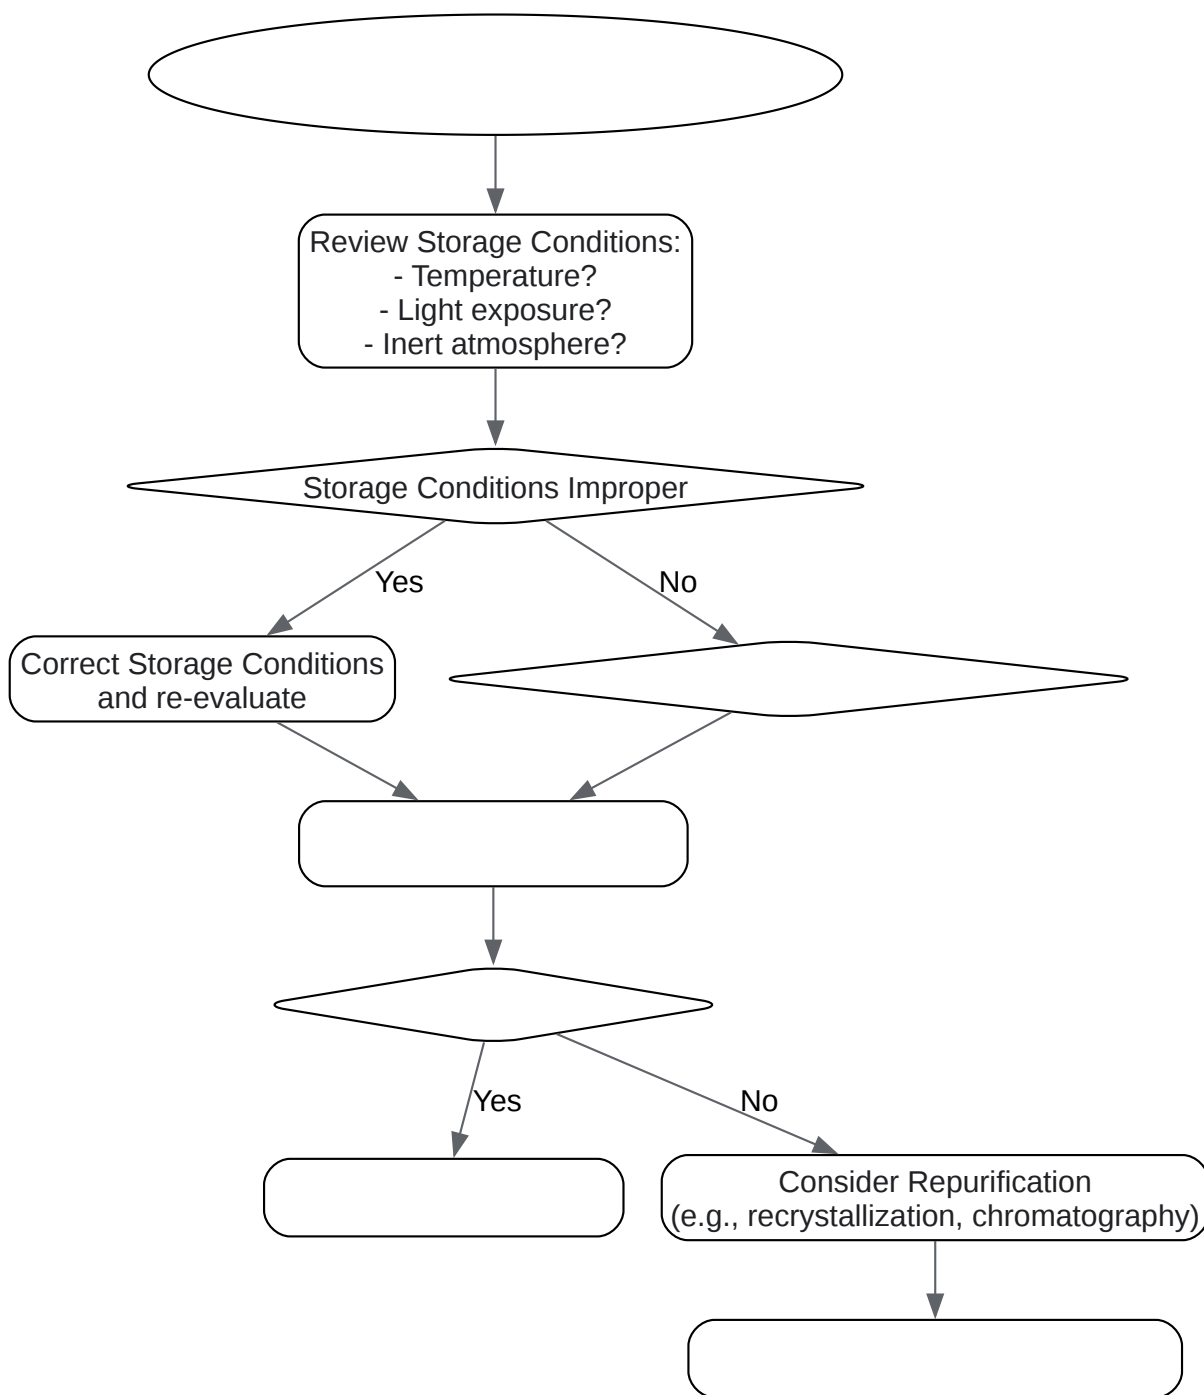 Review Storage Conditions:
- Temperature?
- Light exposure?
- Inert atmosphere?
Storage Conditions Improper
Yes
No
Correct Storage Conditions
and re-evaluate
Yes
No
Consider Repurification
(e.g., recrystallization, chromatography)